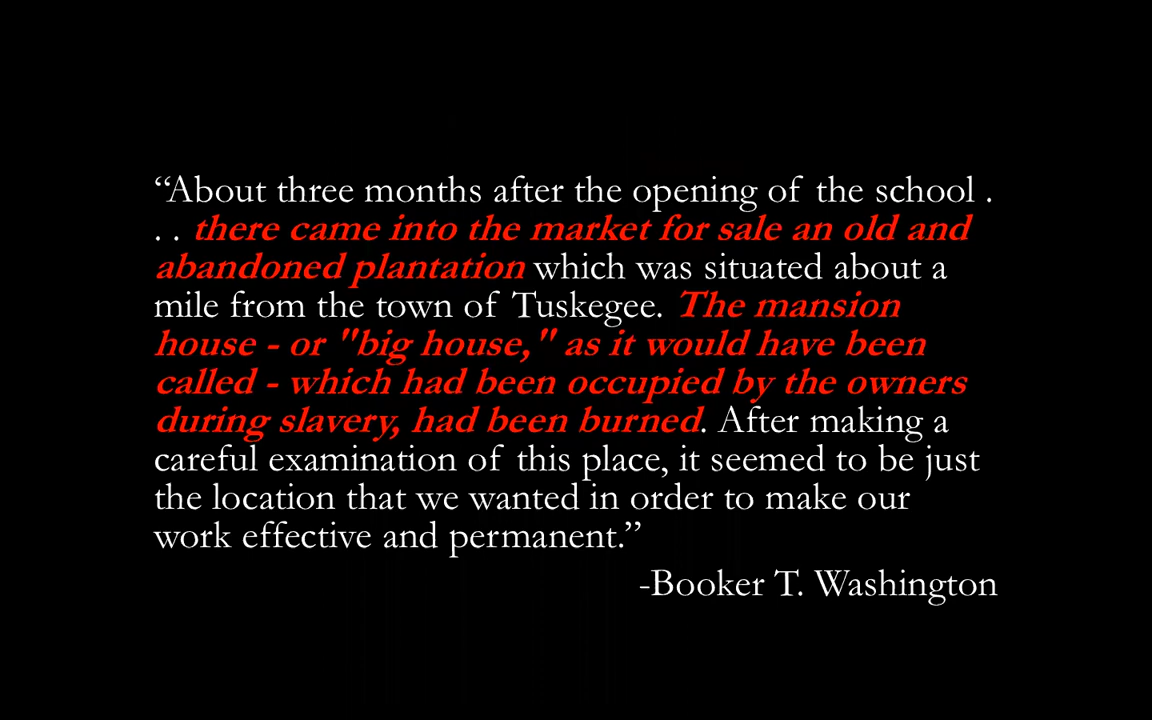 “About three months after the opening of the school .
. . there came into the market for sale an old and
abandoned plantation which was situated about a
mile from the town of Tuskegee. The mansion
house - or "big house," as it would have been
called - which had been occupied by the owners
during slavery, had been burned. After making a
careful examination of this place, it seemed to be just
the location that we wanted in order to make our
work effective and permanent.”
-Booker T. Washington